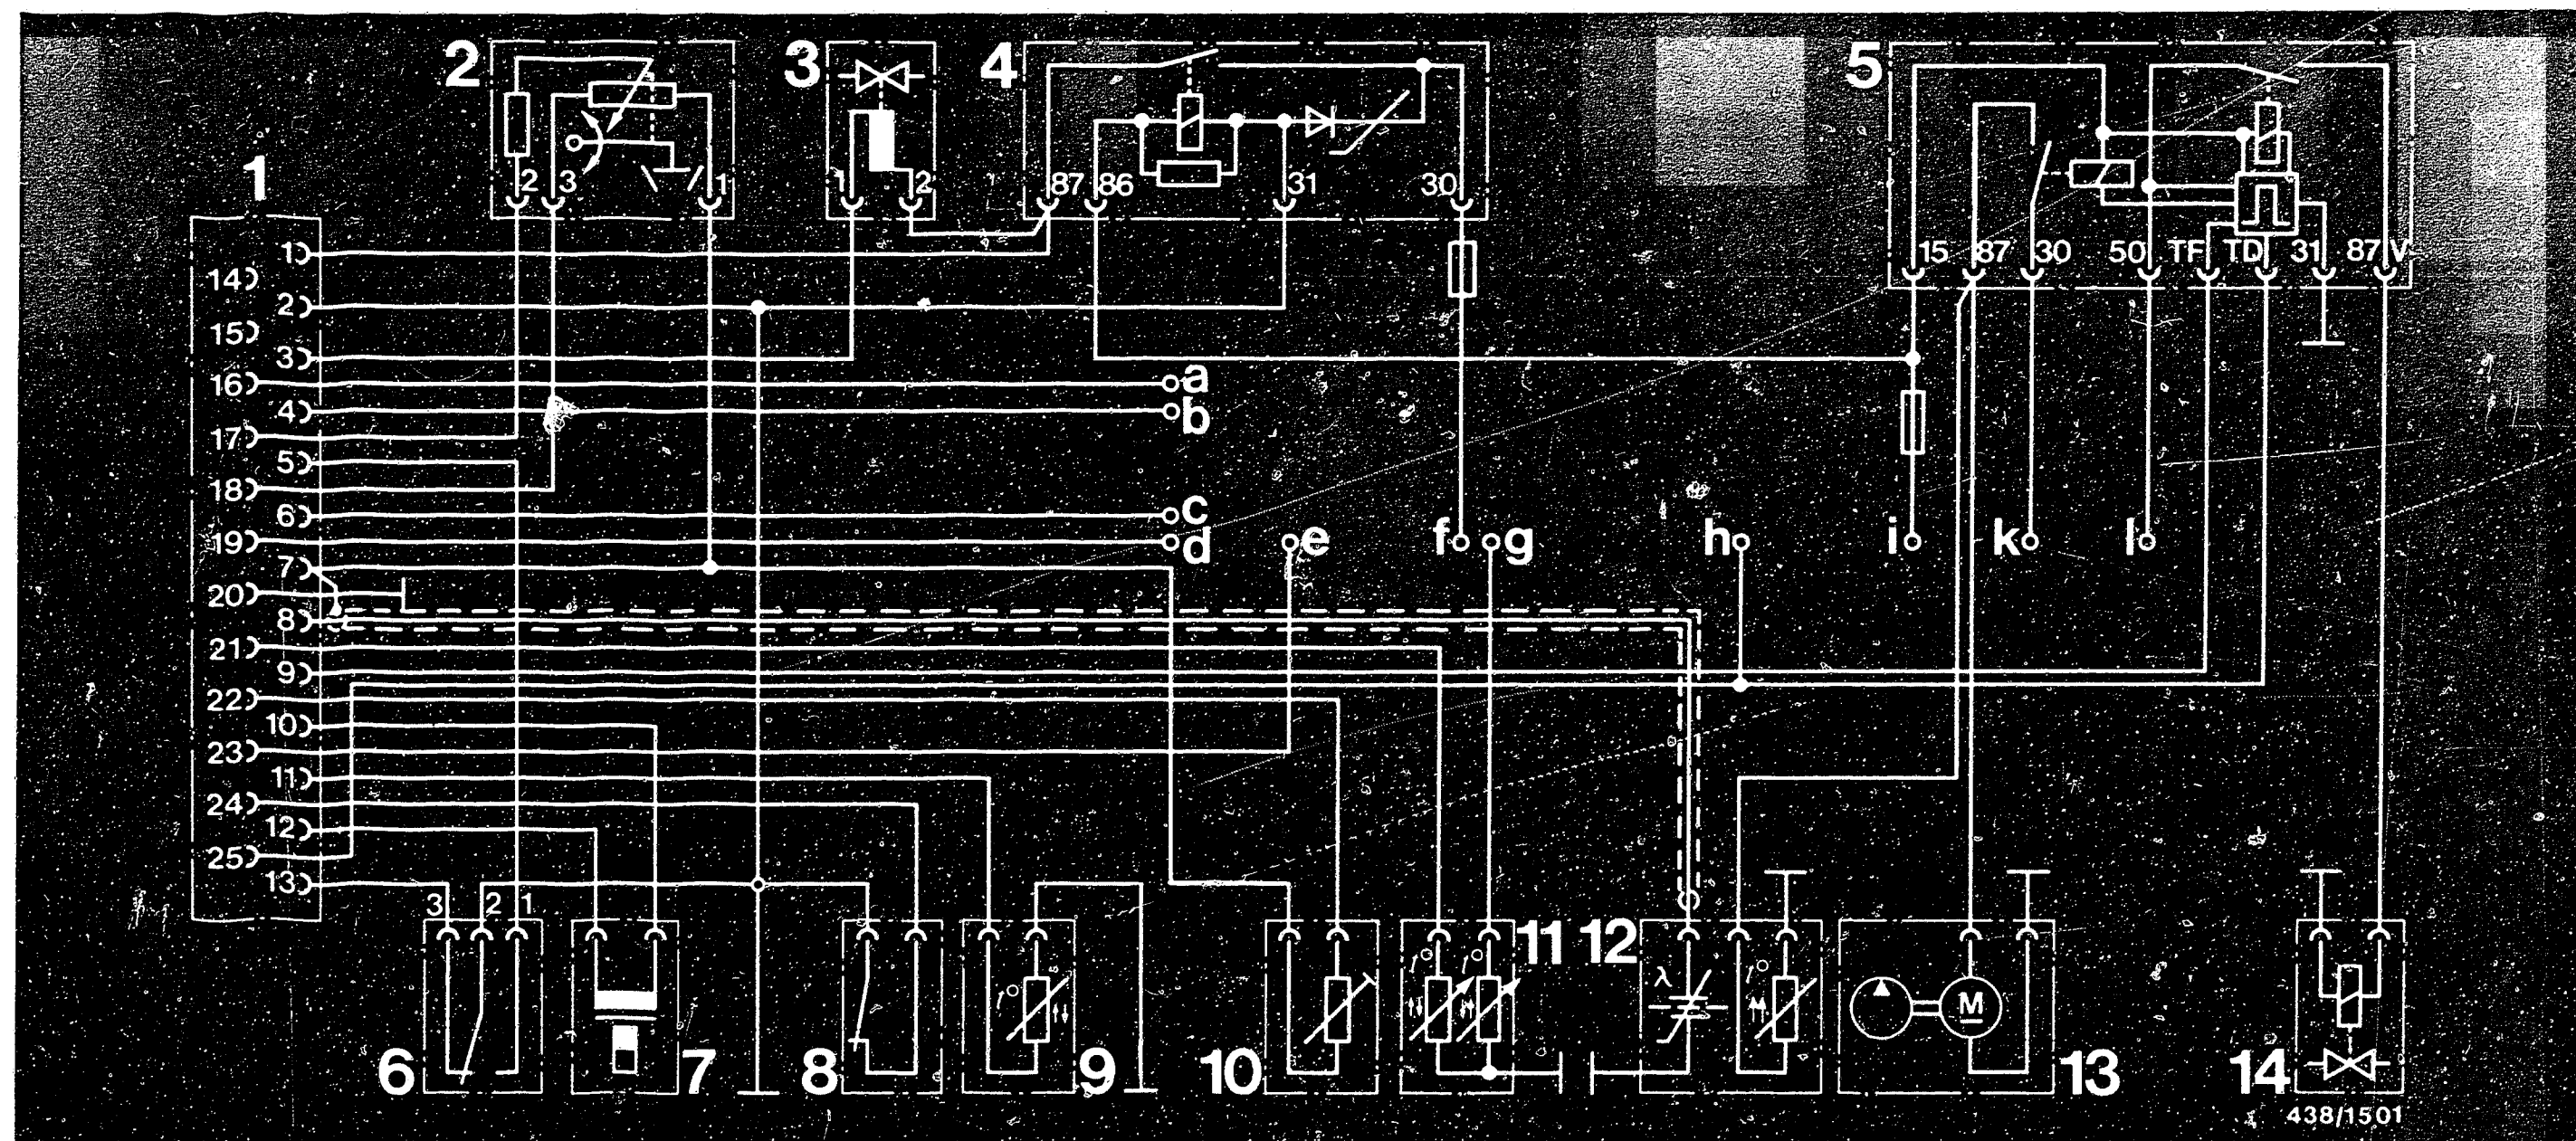 2 3 4 5
1
2 3 1
1 2
87 86 31 30
15 87 30 50 TF TD 31 87V
1
14
2
15
3
16 a
4 b
17
5
18
6 c
19 d e f g h i k l
7
20
8
21
9
22
10
23
11
24
12
25
13
3 2 1
11 12
t° t° t° λ t°
M
6 7 8 9 10 13 14
438/1501